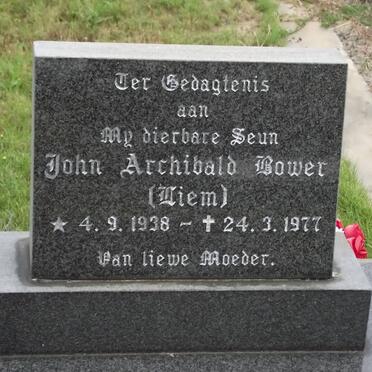 Ter Gedagtenis
aan
My dierbare Seun
John Archibald Bower
(Liem)
★ 4. 9. 1938 – ✝ 24. 3. 1977
Van liewe Moeder.